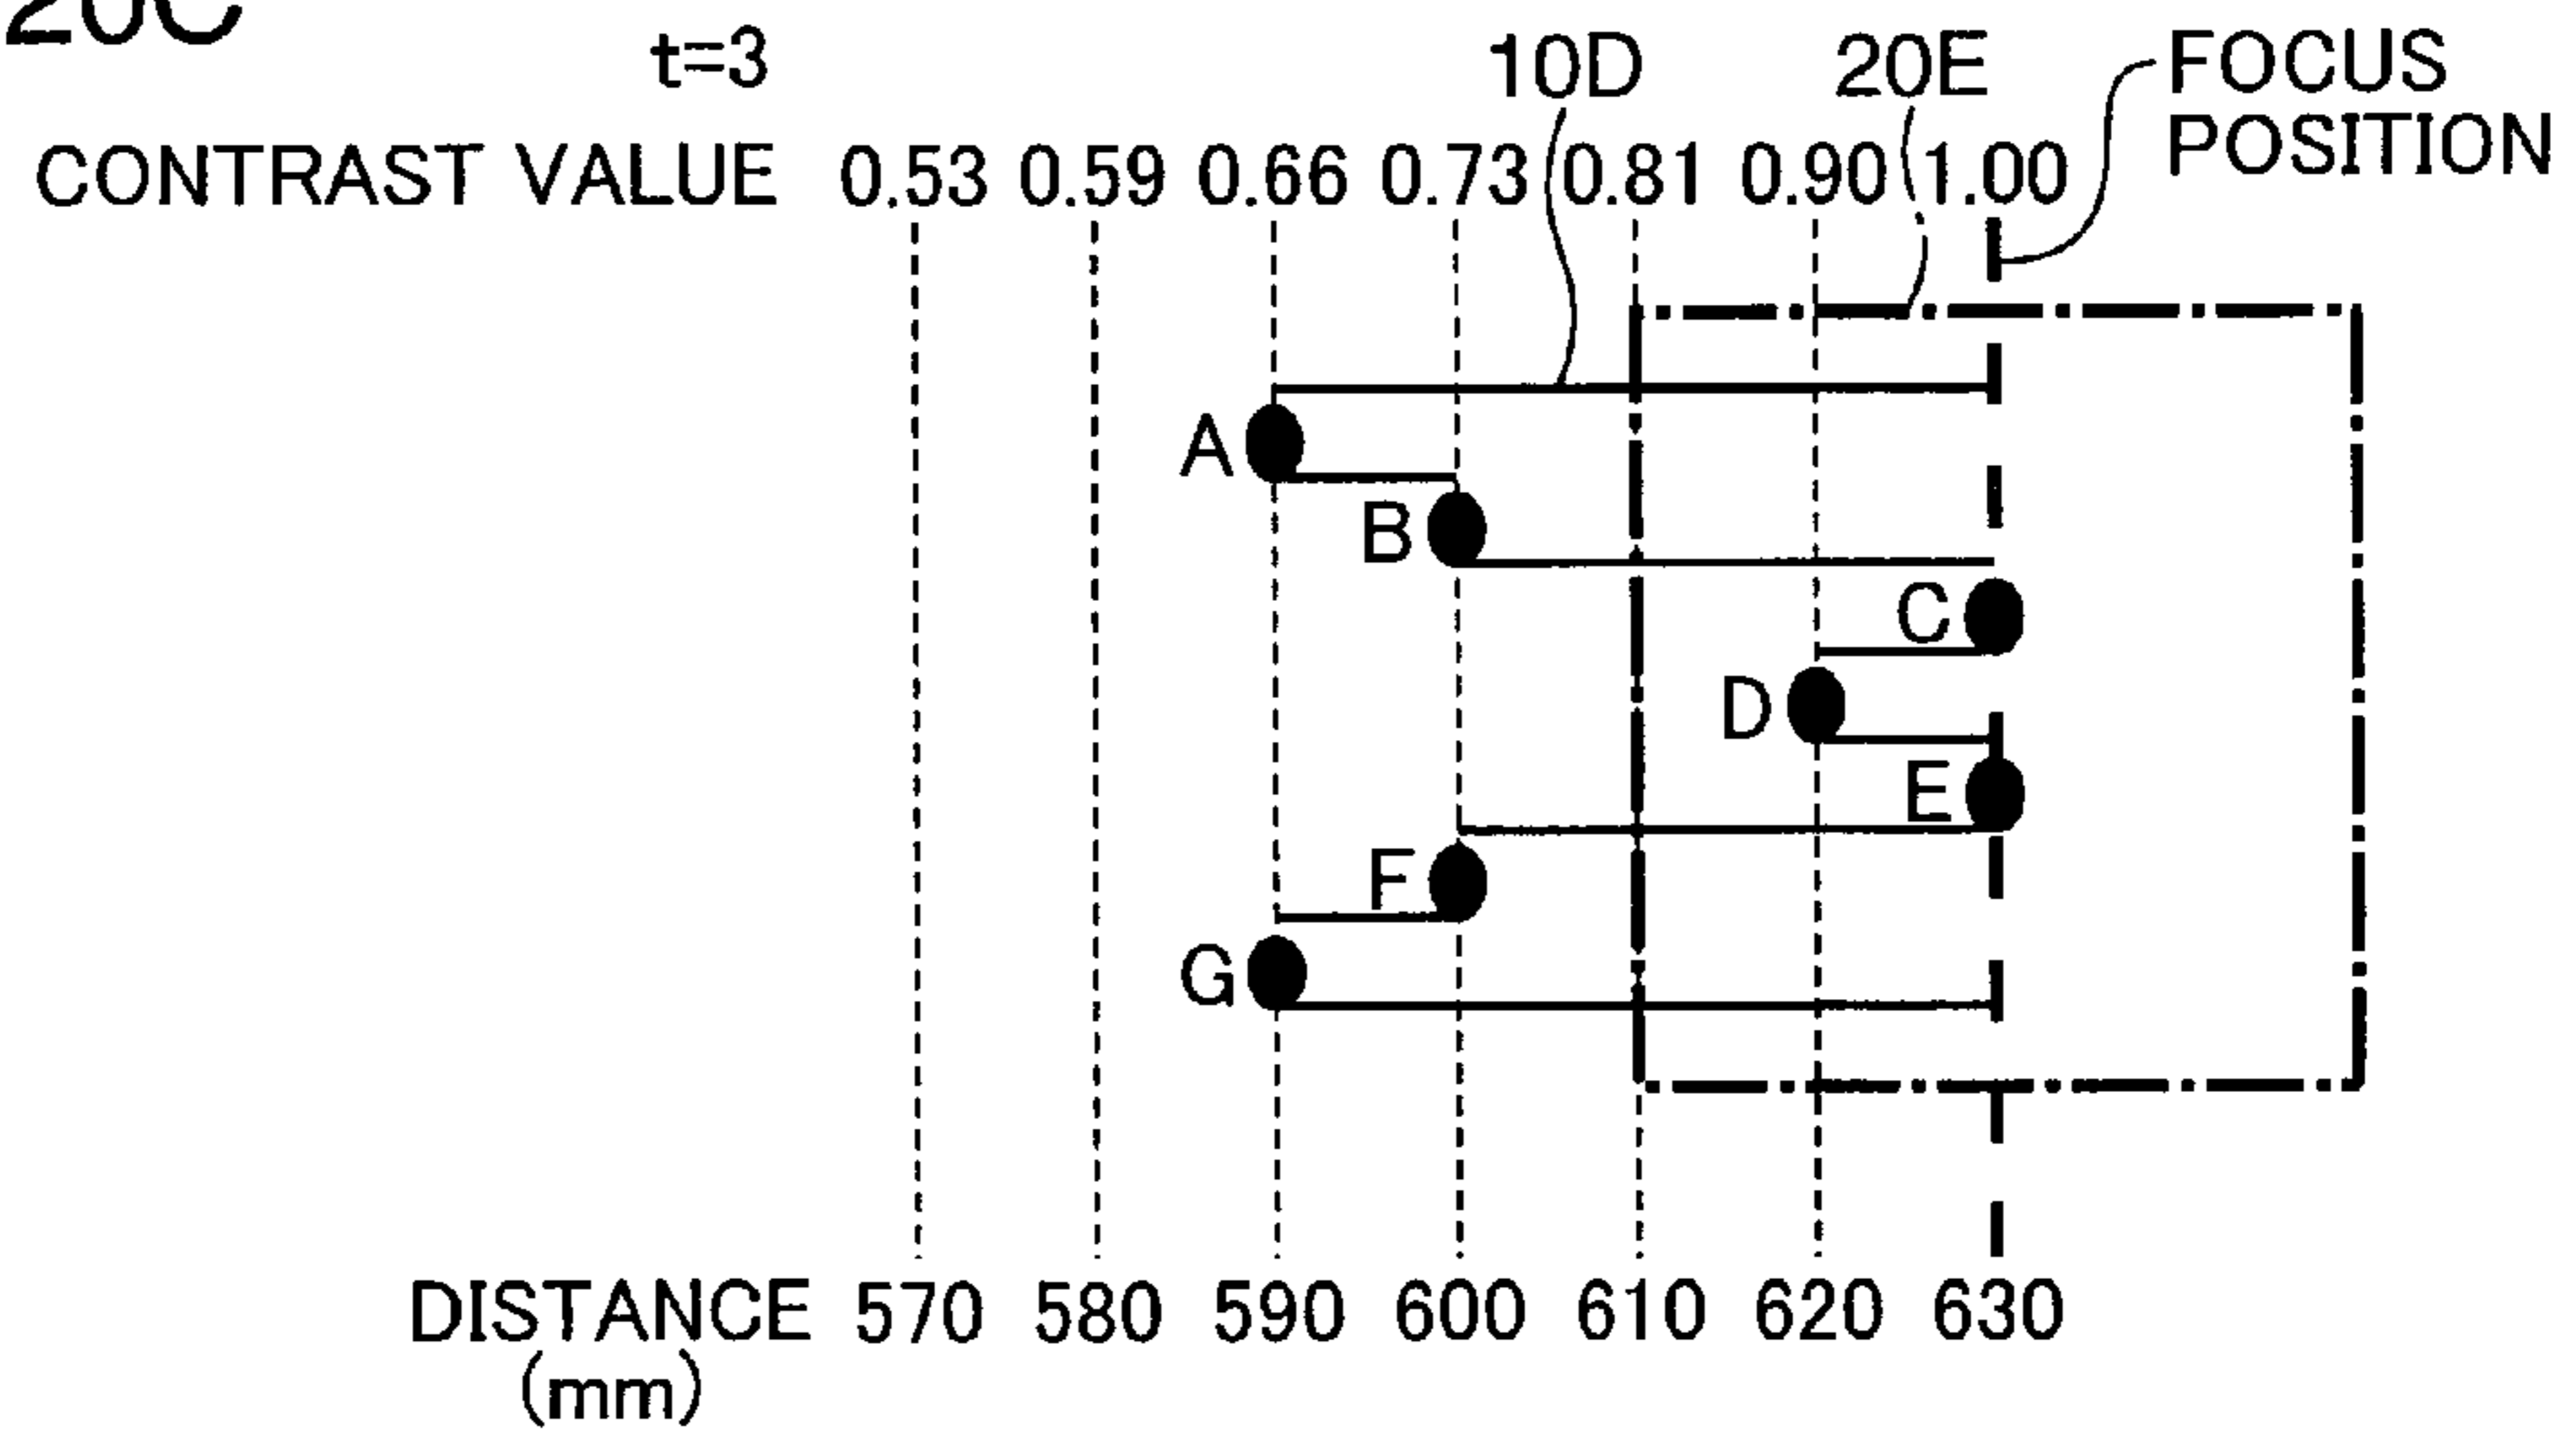 20C
t=3
10D 20E FOCUS POSITION
CONTRAST VALUE 0.53 0.59 0.66 0.73 0.81 0.90 1.00
A
B
C
D
E
F
G
DISTANCE 570 580 590 600 610 620 630
(mm)